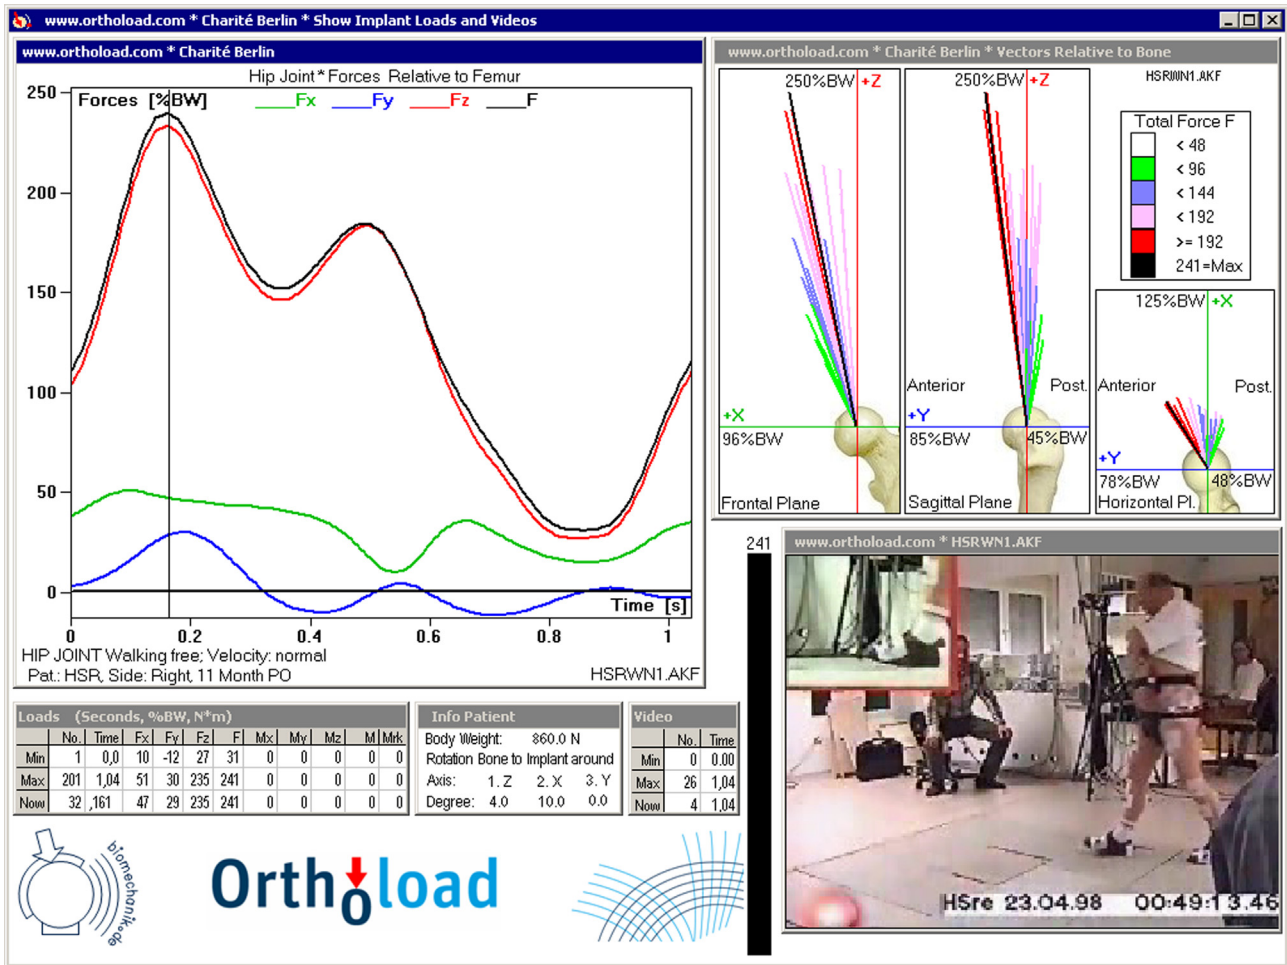 www.orthoload.com * Charité Berlin * Show Implant Loads and Videos
www.orthoload.com * Charité Berlin
Hip Joint * Forces Relative to Femur
Forces [%BW] Fx Fy Fz F
250
200
150
100
50
0
Time [s]
0 0.2 0.4 0.6 0.8 1
HIP JOINT Walking free; Velocity: normal
Pat.: HSR, Side: Right, 11 Month PO
HSRWN1.AKF
www.orthoload.com * Charité Berlin * Vectors Relative to Bone
250%BW +Z
+X
96%BW
Frontal Plane
250%BW +Z
Anterior Post.
+Y
85%BW 45%BW
Sagittal Plane
HSRWN1.AKF
Total Force F
< 48
< 96
< 144
< 192
>= 192
241=Max
125%BW +X
Anterior Post.
+Y
78%BW 48%BW
Horizontal Pl.
Loads (Seconds, %BW, N*m)
No. Time Fx Fy Fz F Mx My Mz M Mrk
Min 1 0,0 10 -12 27 31 0 0 0 0 0
Max 201 1,04 51 30 235 241 0 0 0 0 0
Now 32 ,161 47 29 235 241 0 0 0 0 0
Info Patient
Body Weight: 860.0 N
Rotation Bone to Implant around
Axis: 1. Z 2. X 3. Y
Degree: 4.0 10.0 0.0
Video
No. Time
Min 0 0.00
Max 26 1,04
Now 4 1,04
241
www.orthoload.com * HSRWN1.AKF
HSre 23.04.98 00:49:13.46
biomechanik.de
Orthoload